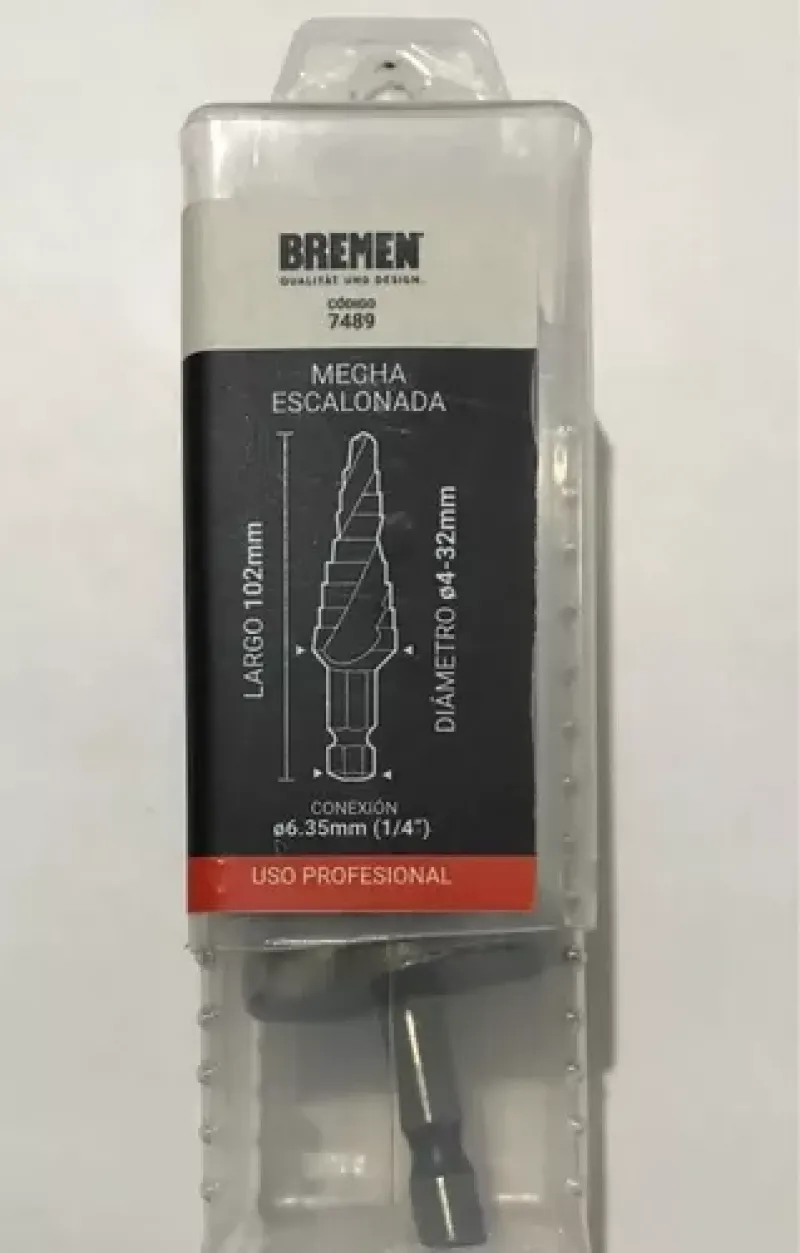 BREMEN
QUALITÄT UND DESIGN.
CÓDIGO
7489
MECHA
ESCALONADA
LARGO 102mm
DIÁMETRO ø4-32mm
CONEXIÓN
ø6.35mm (1/4")
USO PROFESIONAL